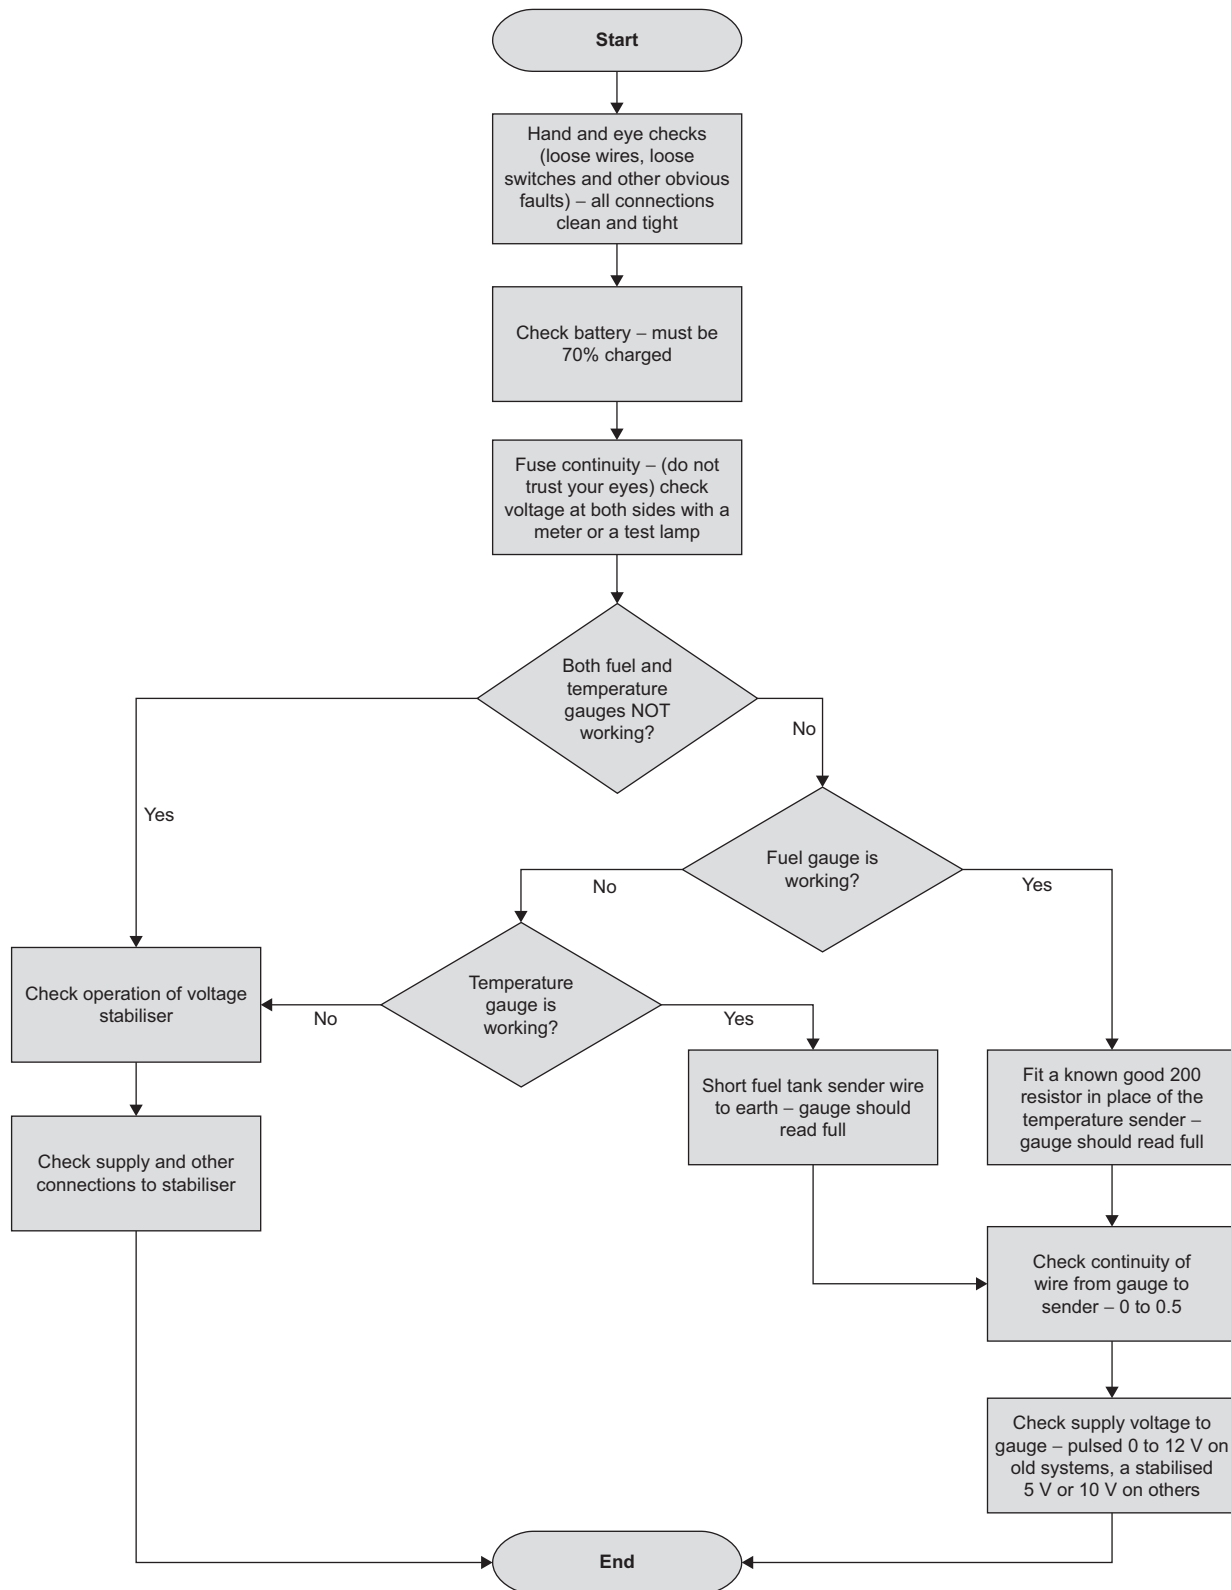 Start
Hand and eye checks
(loose wires, loose
switches and other obvious
faults) – all connections
clean and tight
Check battery – must be
70% charged
Fuse continuity – (do not
trust your eyes) check
voltage at both sides with a
meter or a test lamp
Both fuel and
temperature
gauges NOT
working?
No
Yes
Fuel gauge is
working?
No
Yes
Temperature
gauge is
working?
No
Yes
Check operation of voltage
stabiliser
Short fuel tank sender wire
to earth – gauge should
read full
Fit a known good 200
resistor in place of the
temperature sender –
gauge should read full
Check supply and other
connections to stabiliser
Check continuity of
wire from gauge to
sender – 0 to 0.5
Check supply voltage to
gauge – pulsed 0 to 12 V on
old systems, a stabilised
5 V or 10 V on others
End